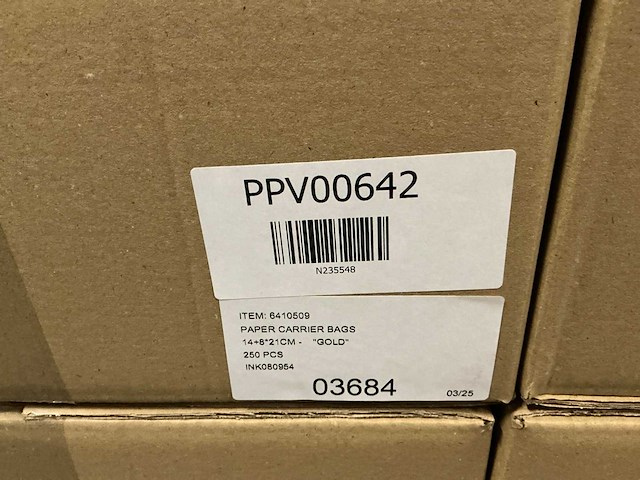 PPV00642
N235548
ITEM: 6410509
PAPER CARRIER BAGS
14+8*21CM - "GOLD"
250 PCS
INK080954
03684
03/25